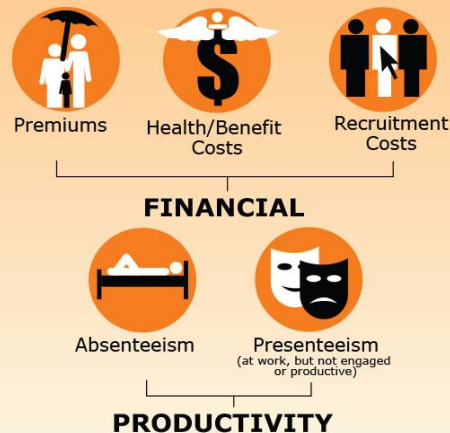 Premiums
Health/Benefit
Costs
Recruitment
Costs
FINANCIAL
Absenteeism
Presenteeism
(at work, but not engaged
or productive)
PRODUCTIVITY